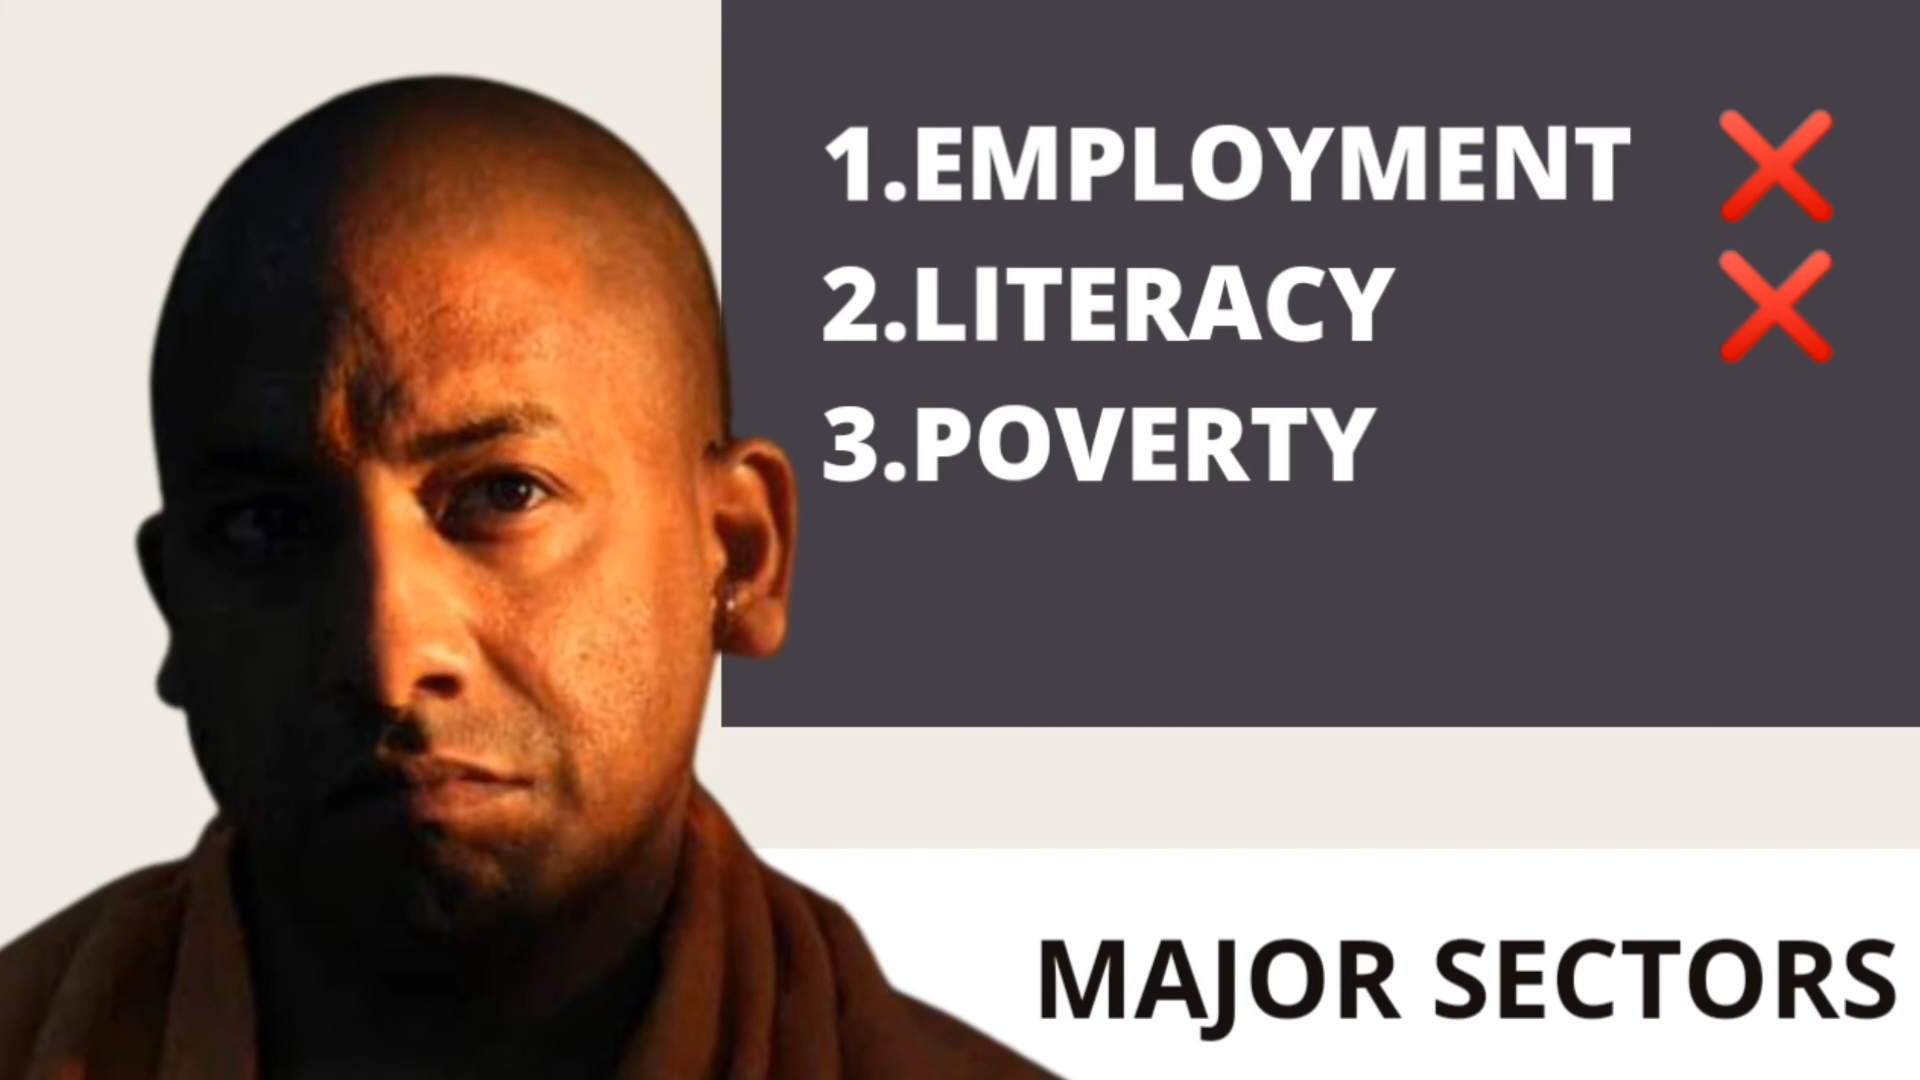 1.EMPLOYMENT ❌
2.LITERACY ❌
3.POVERTY
MAJOR SECTORS